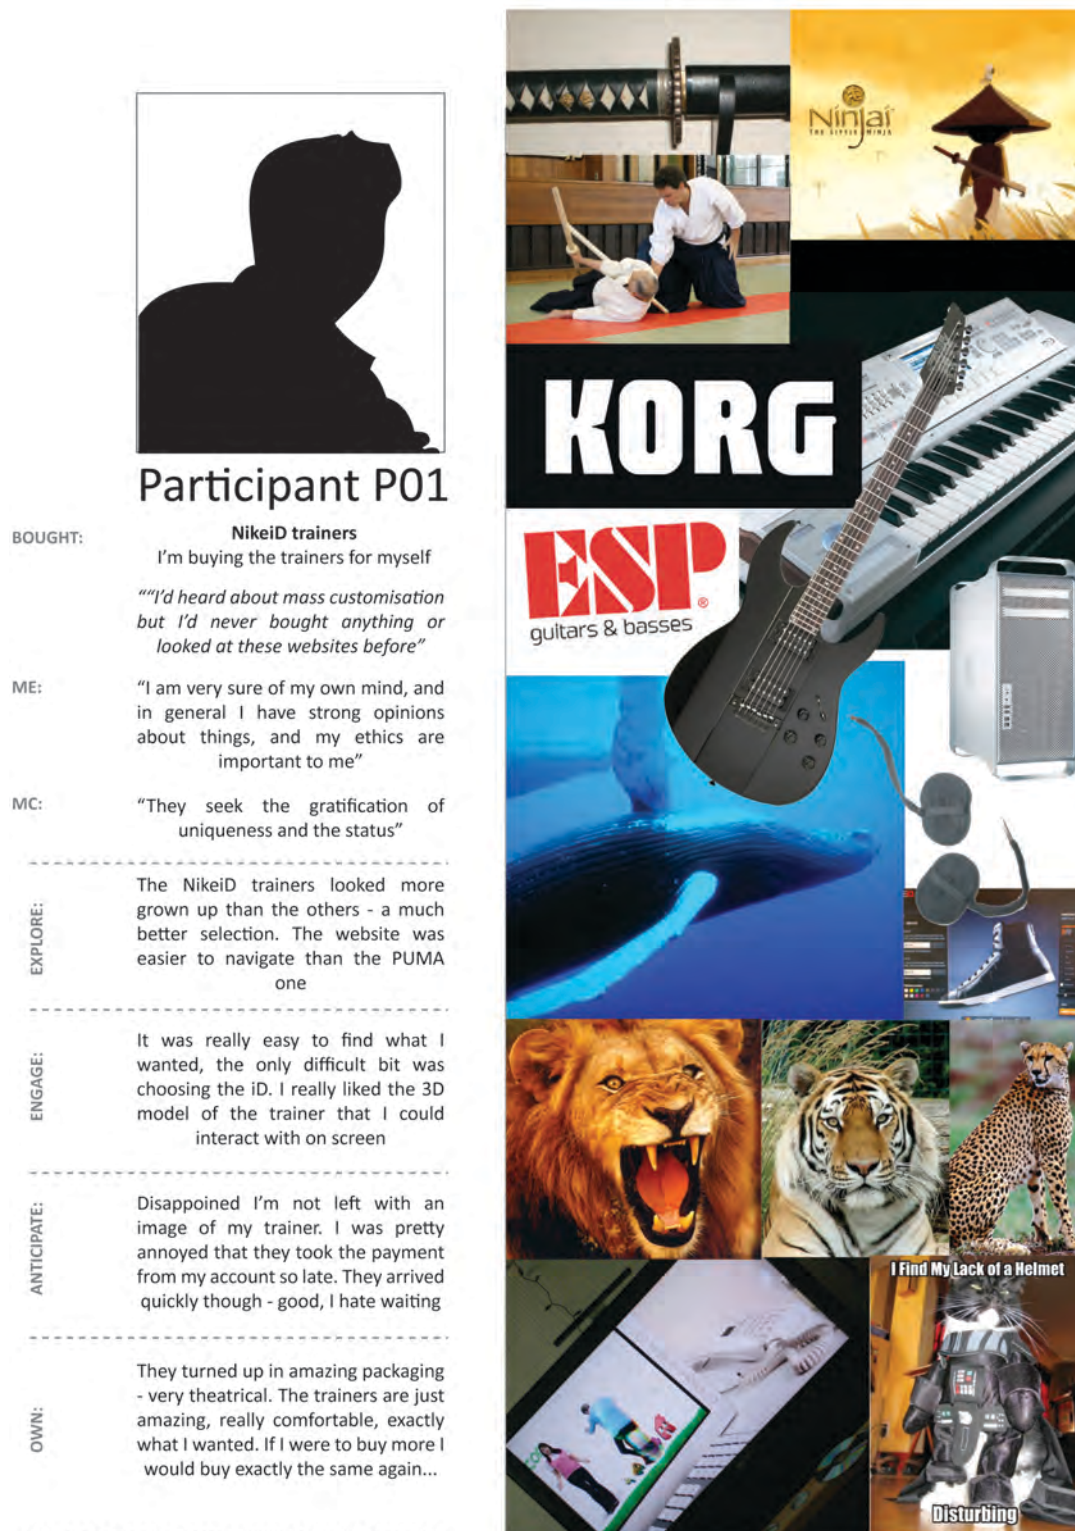 Participant P01
BOUGHT:
NikeiD trainers
I'm buying the trainers for myself
““I'd heard about mass customisation
but I'd never bought anything or
looked at these websites before”
ME:
“I am very sure of my own mind, and
in general I have strong opinions
about things, and my ethics are
important to me”
MC:
“They seek the gratification of
uniqueness and the status”
EXPLORE:
The NikeiD trainers looked more
grown up than the others - a much
better selection. The website was
easier to navigate than the PUMA
one
ENGAGE:
It was really easy to find what I
wanted, the only difficult bit was
choosing the iD. I really liked the 3D
model of the trainer that I could
interact with on screen
ANTICIPATE:
Disappoined I'm not left with an
image of my trainer. I was pretty
annoyed that they took the payment
from my account so late. They arrived
quickly though - good, I hate waiting
OWN:
They turned up in amazing packaging
- very theatrical. The trainers are just
amazing, really comfortable, exactly
what I wanted. If I were to buy more I
would buy exactly the same again...
Ninjai
THE LITTLE NINJA
KORG
ESP®
guitars & basses
I Find My Lack of a Helmet
Disturbing